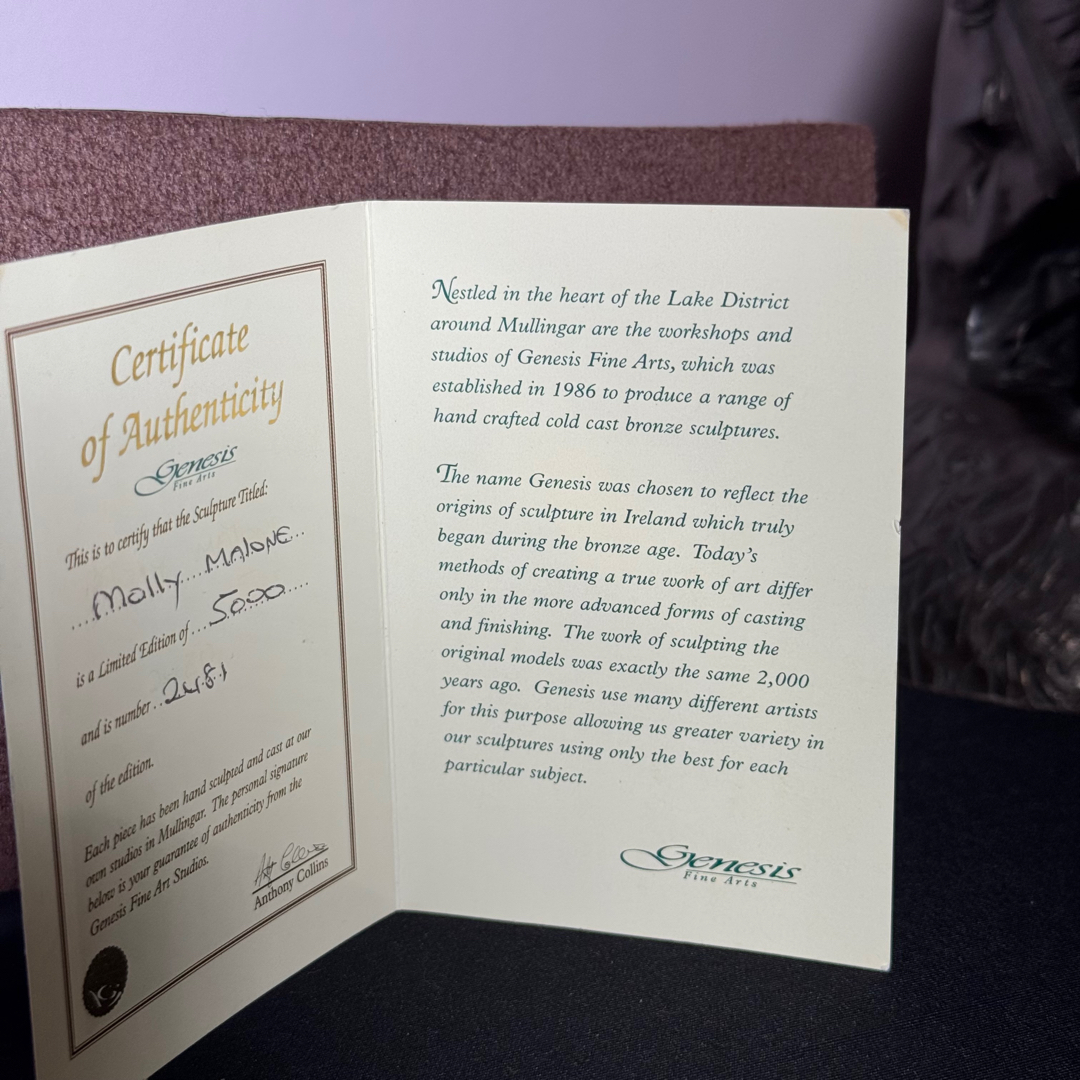 Certificate
of Authenticity
Genesis
Fine Arts
This is to certify that the Sculpture Titled:
....Molly....MALONE...
is a Limited Edition of...5000....
and is number..2481
of the edition.
Each piece has been hand sculpted and cast at our
own studios in Mullingar. The personal signature
below is your guarantee of authenticity from the
Genesis Fine Art Studios.
Anthony Collins
Nestled in the heart of the Lake District
around Mullingar are the workshops and
studios of Genesis Fine Arts, which was
established in 1986 to produce a range of
hand crafted cold cast bronze sculptures.
The name Genesis was chosen to reflect the
origins of sculpture in Ireland which truly
began during the bronze age. Today's
methods of creating a true work of art differ
only in the more advanced forms of casting
and finishing. The work of sculpting the
original models was exactly the same 2,000
years ago. Genesis use many different artists
for this purpose allowing us greater variety in
our sculptures using only the best for each
particular subject.
Genesis
Fine Arts